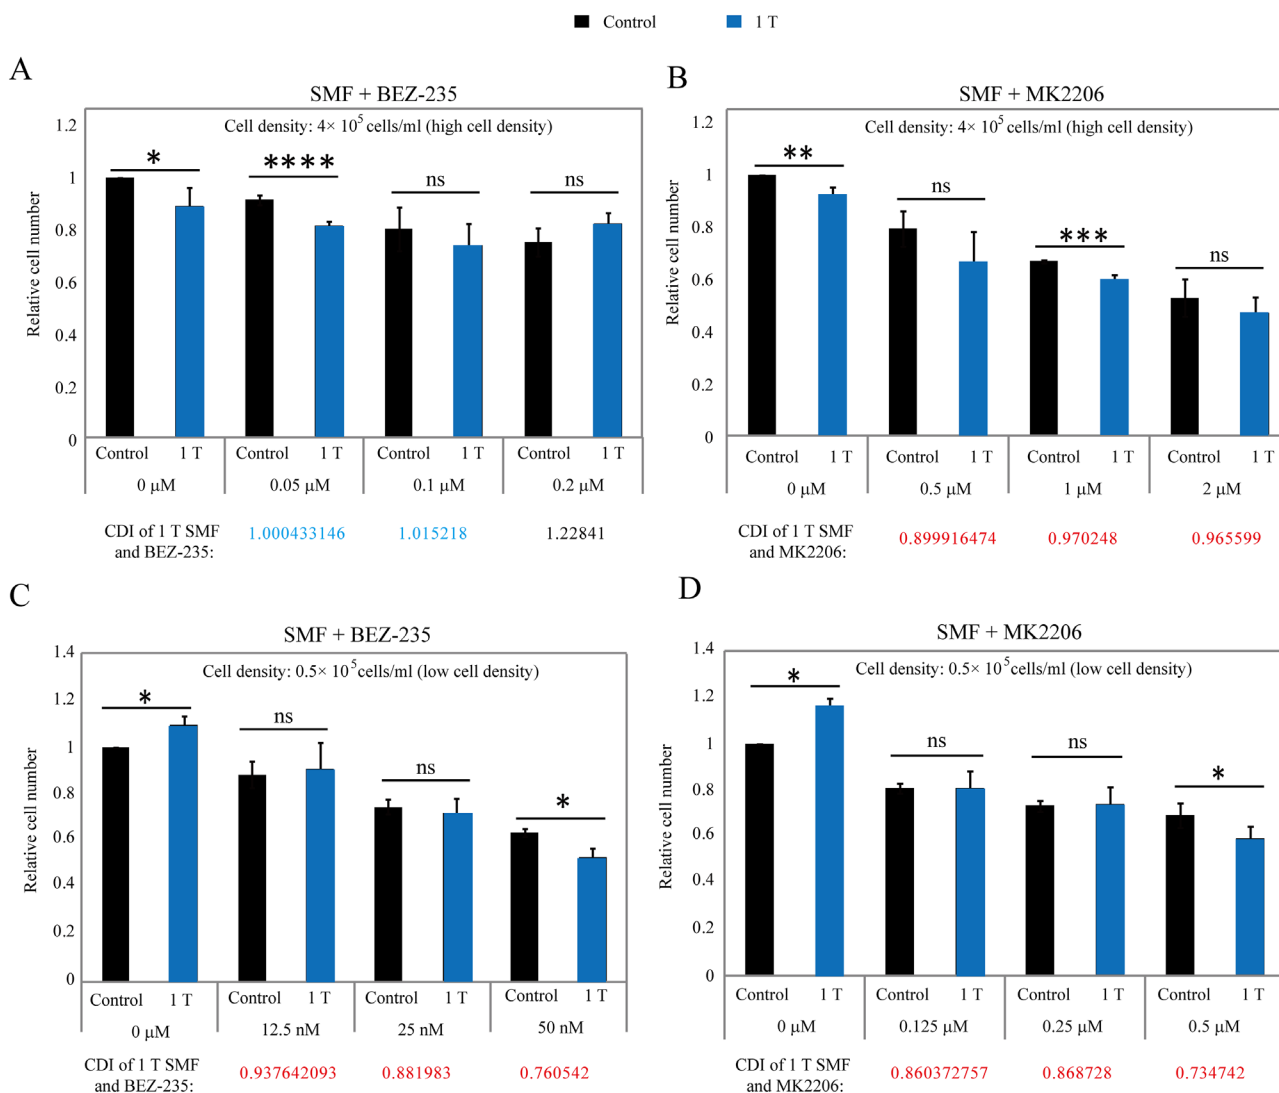 Control 1 T
A
SMF + BEZ-235
Cell density: 4× 10^5 cells/ml (high cell density)
Relative cell number
1.2
1
0.8
0.6
0.4
0.2
0
* **** ns ns
Control 1 T Control 1 T Control 1 T Control 1 T
0 μM 0.05 μM 0.1 μM 0.2 μM
CDI of 1 T SMF
and BEZ-235:
1.000433146 1.015218 1.22841
B
SMF + MK2206
Cell density: 4× 10^5 cells/ml (high cell density)
Relative cell number
1.2
1
0.8
0.6
0.4
0.2
0
** ns *** ns
Control 1 T Control 1 T Control 1 T Control 1 T
0 μM 0.5 μM 1 μM 2 μM
CDI of 1 T SMF
and MK2206:
0.899916474 0.970248 0.965599
C
SMF + BEZ-235
Cell density: 0.5× 10^5 cells/ml (low cell density)
Relative cell number
1.4
1.2
1
0.8
0.6
0.4
0.2
0
* ns ns *
Control 1 T Control 1 T Control 1 T Control 1 T
0 μM 12.5 nM 25 nM 50 nM
CDI of 1 T SMF
and BEZ-235:
0.937642093 0.881983 0.760542
D
SMF + MK2206
Cell density: 0.5× 10^5 cells/ml (low cell density)
Relative cell number
1.4
1.2
1
0.8
0.6
0.4
0.2
0
* ns ns *
Control 1 T Control 1 T Control 1 T Control 1 T
0 μM 0.125 μM 0.25 μM 0.5 μM
CDI of 1 T SMF
and MK2206:
0.860372757 0.868728 0.734742